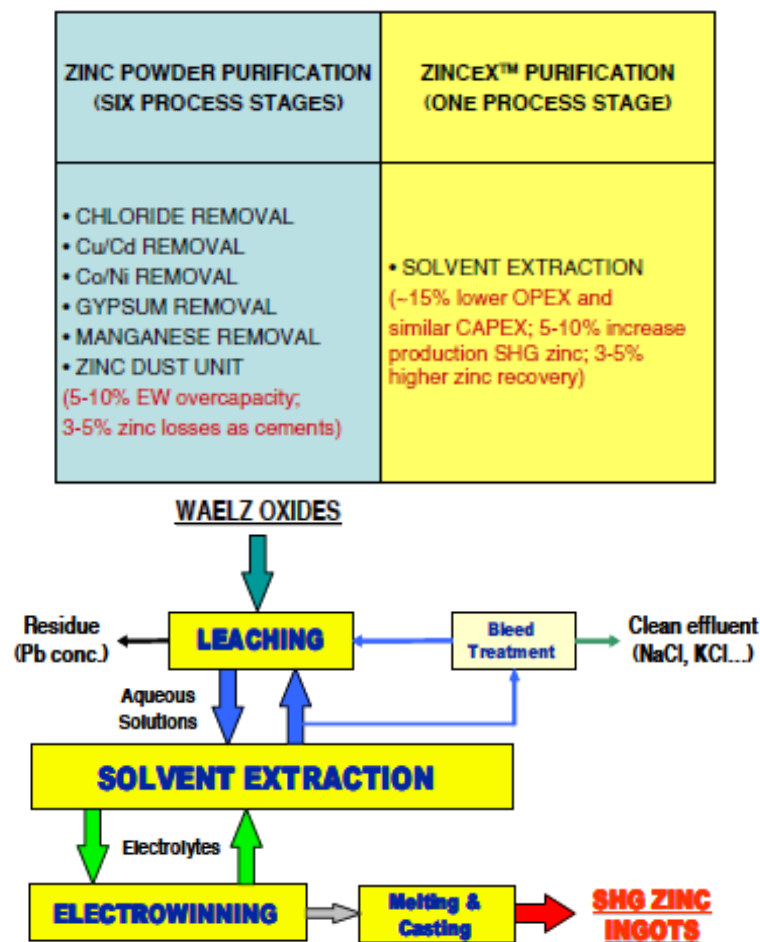 ZINC POWDER PURIFICATION
(SIX PROCESS STAGES)
ZINCEX™ PURIFICATION
(ONE PROCESS STAGE)
• CHLORIDE REMOVAL
• Cu/Cd REMOVAL
• Co/Ni REMOVAL
• GYPSUM REMOVAL
• MANGANESE REMOVAL
• ZINC DUST UNIT
(5-10% EW overcapacity;
3-5% zinc losses as cements)
• SOLVENT EXTRACTION
(~15% lower OPEX and
similar CAPEX; 5-10% increase
production SHG zinc; 3-5%
higher zinc recovery)
WAELZ OXIDES
Residue
(Pb conc.)
LEACHING
Bleed
Treatment
Clean effluent
(NaCl, KCl...)
Aqueous
Solutions
SOLVENT EXTRACTION
Electrolytes
ELECTROWINNING
Melting &
Casting
SHG ZINC
INGOTS